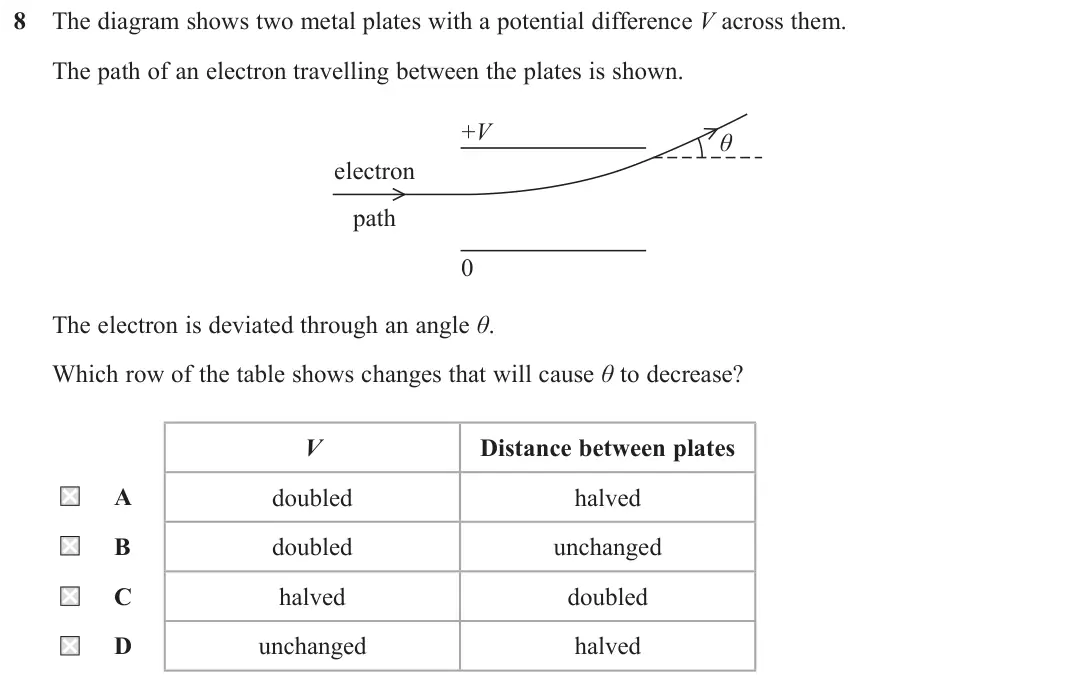 8 The diagram shows two metal plates with a potential difference V across them.
The path of an electron travelling between the plates is shown.
+V
θ
electron
path
0
The electron is deviated through an angle θ.
Which row of the table shows changes that will cause θ to decrease?
V Distance between plates
A doubled halved
B doubled unchanged
C halved doubled
D unchanged halved